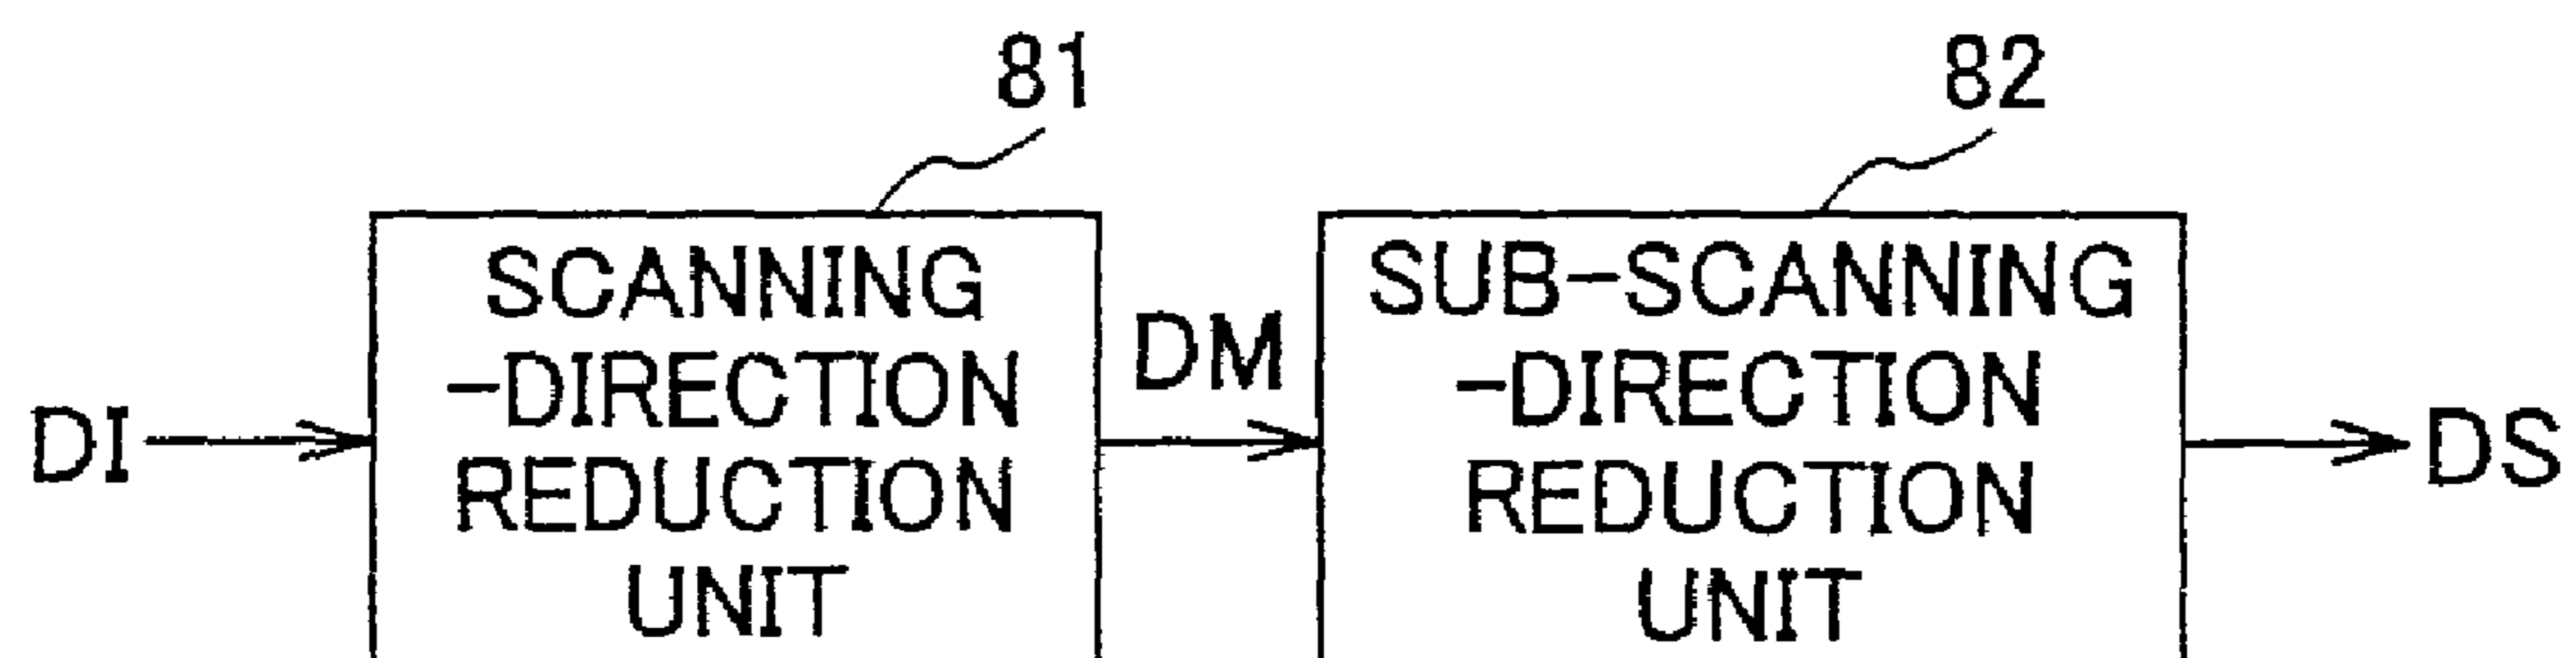 81
82
SCANNING
-DIRECTION
REDUCTION
UNIT
SUB-SCANNING
-DIRECTION
REDUCTION
UNIT
DI
DM
DS